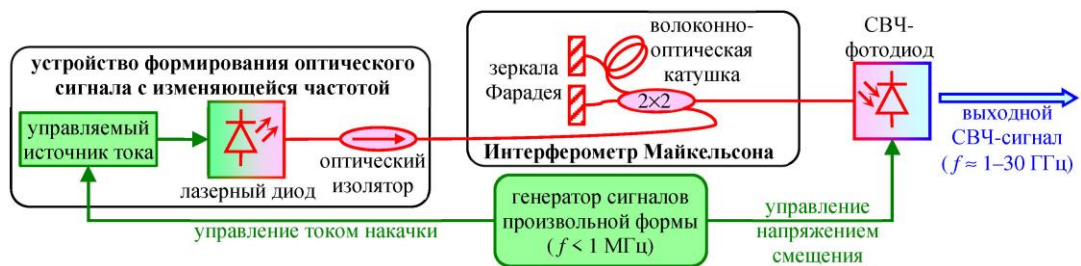 устройство формирования оптического
сигнала с изменяющейся частотой
управляемый
источник тока
лазерный диод
оптический
изолятор
зеркала
Фарадея
волоконно-
оптическая
катушка
2×2
Интерферометр Майкельсона
СВЧ-
фотодиод
выходной
СВЧ-сигнал
(f ≈ 1–30 ГГц)
генератор сигналов
произвольной формы
(f < 1 МГц)
управление током накачки
управление
напряжением
смещения